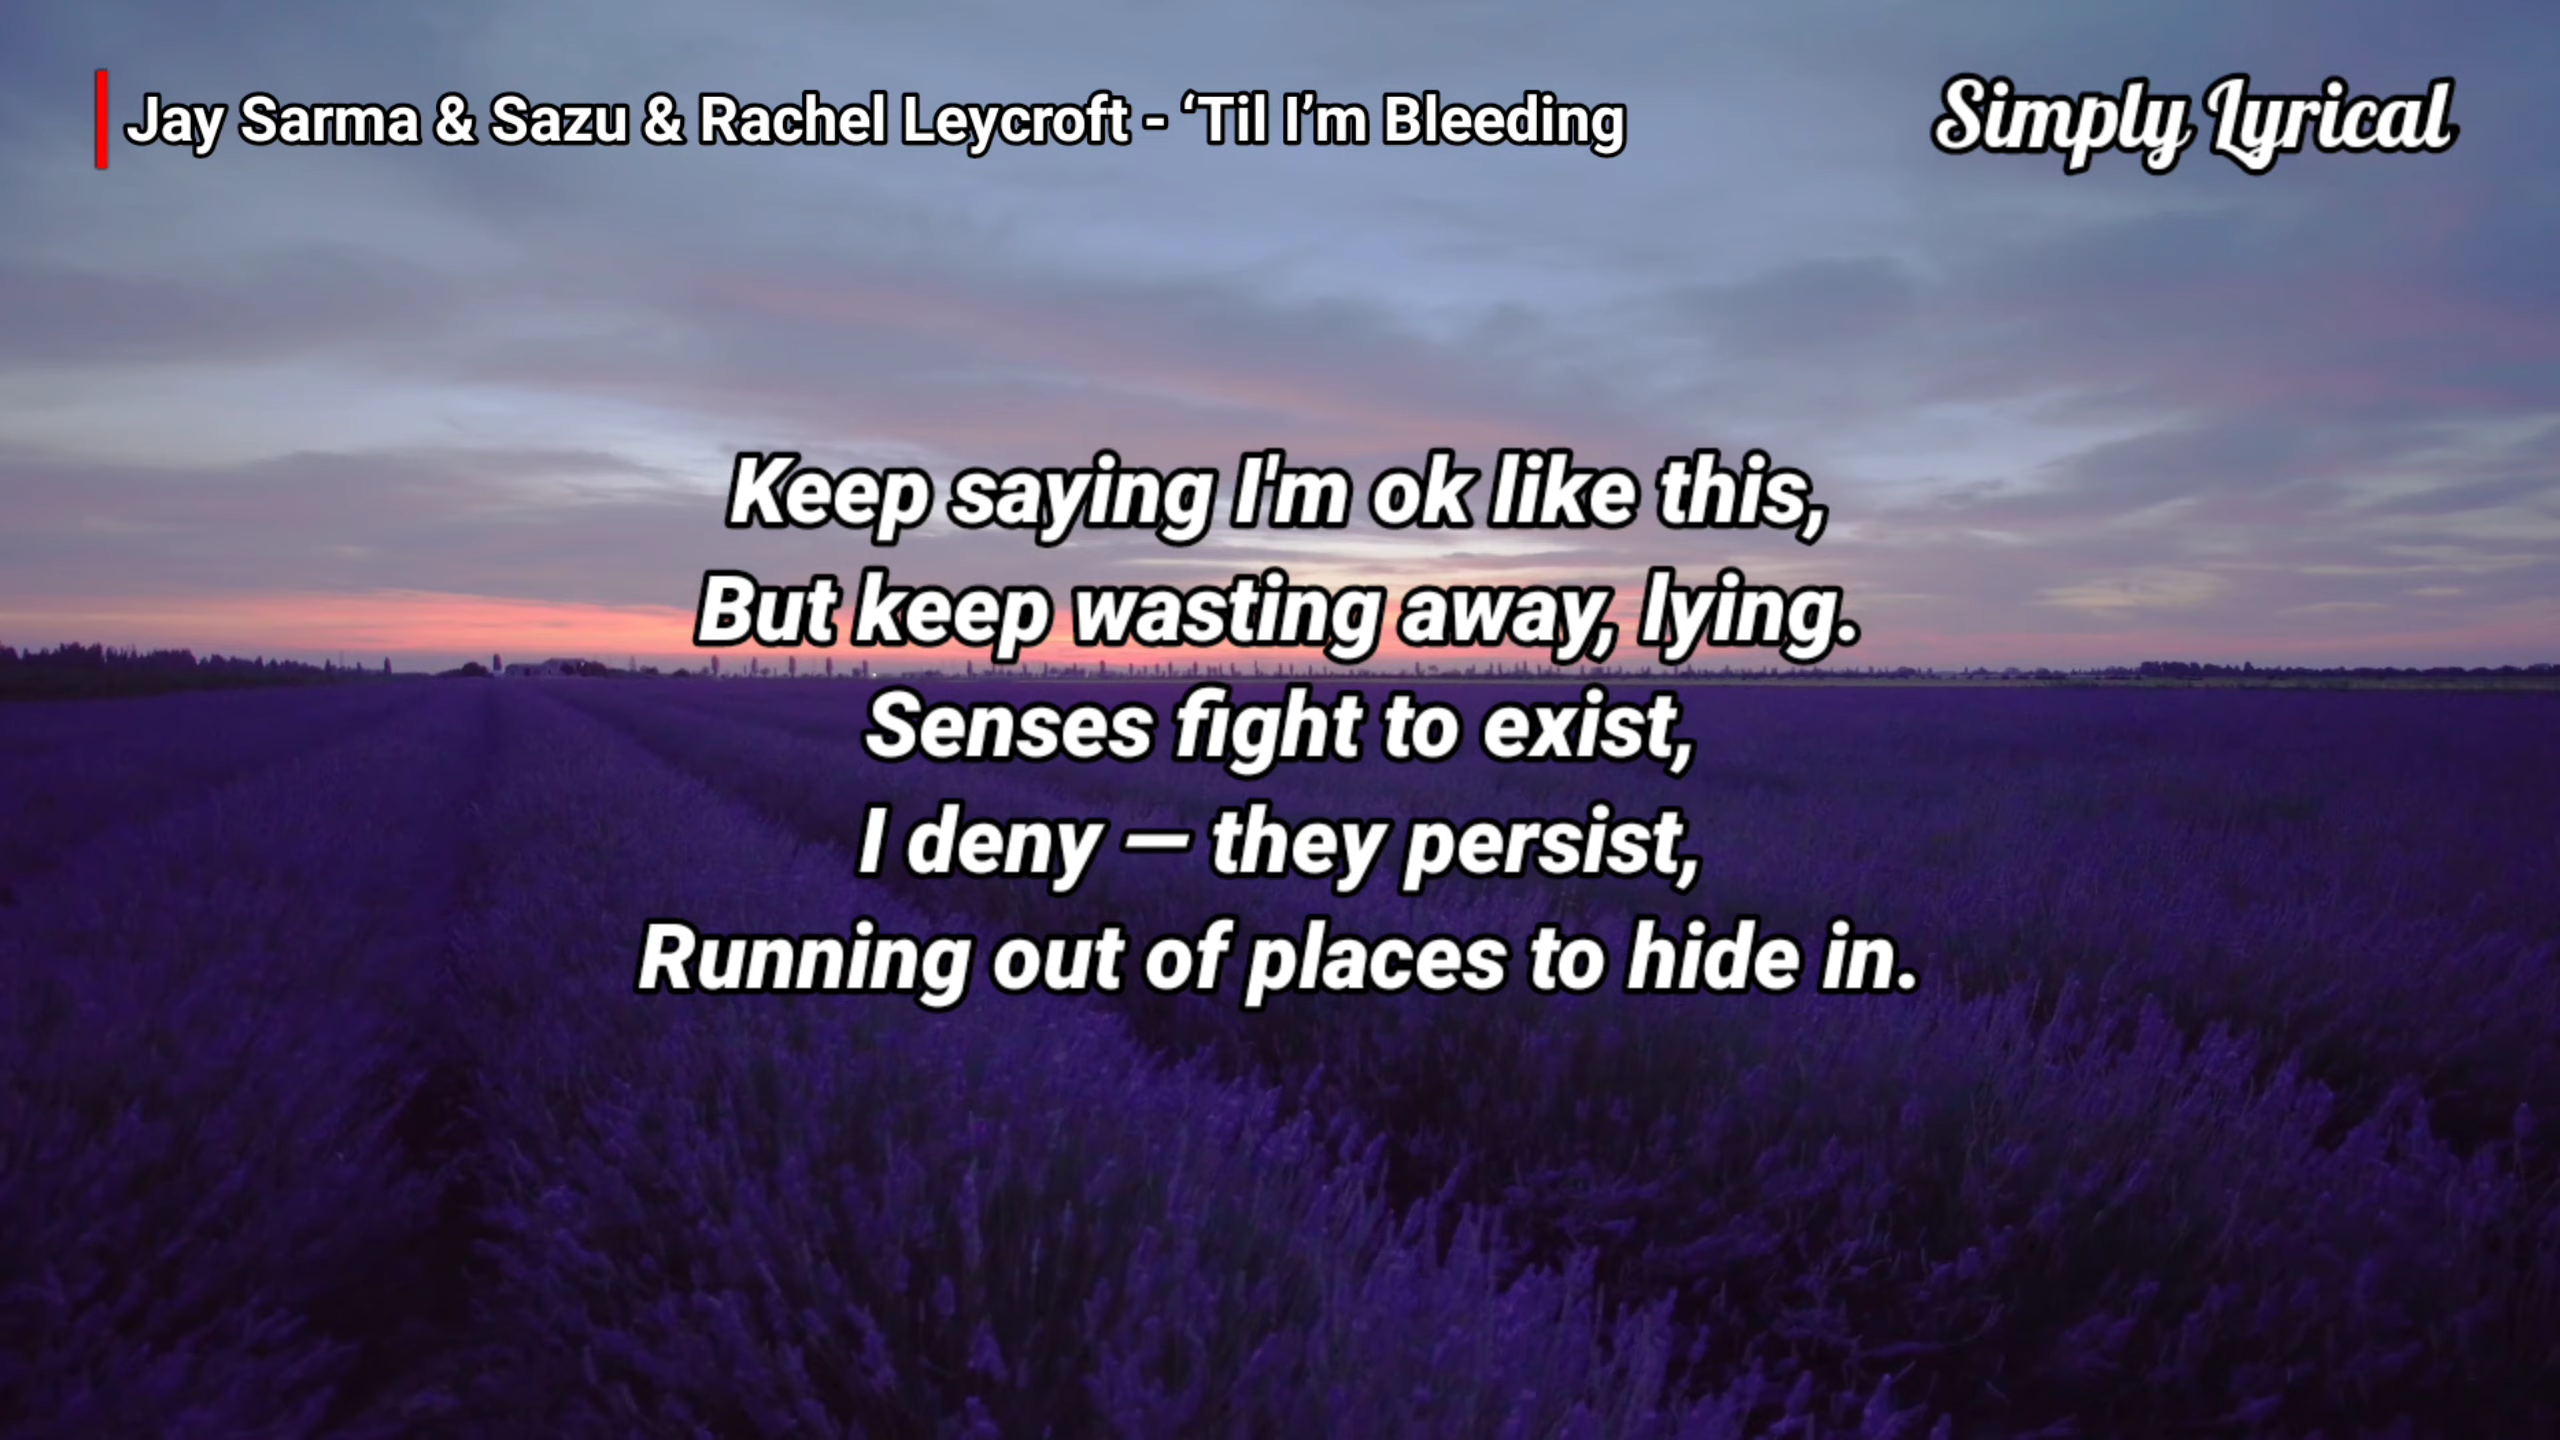 Jay Sarma & Sazu & Rachel Leycroft - ‘Til I’m Bleeding
Simply Lyrical
Keep saying I'm ok like this,
But keep wasting away, lying.
Senses fight to exist,
I deny — they persist,
Running out of places to hide in.